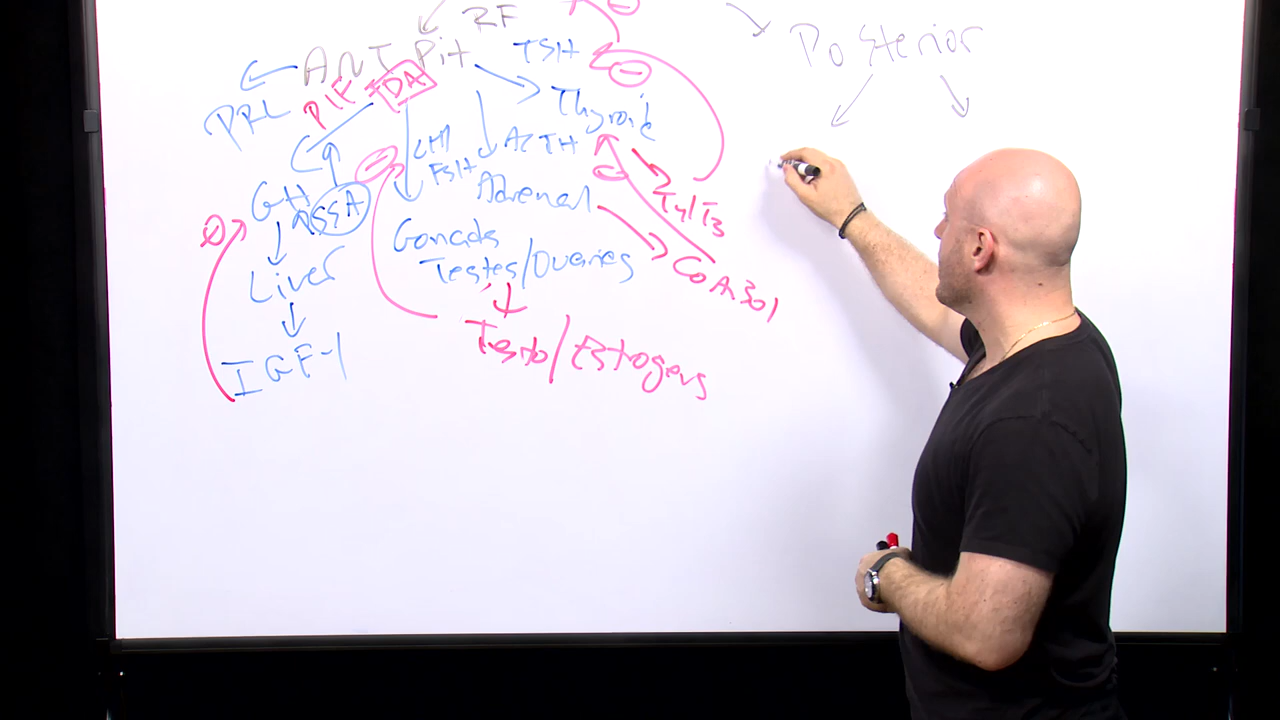 RF
ANT Pit
TSH
Posterior
PRL
PIF = DA
Thyroid
LH
FSH
ACTH
GH
SSA
Adrenal
T4/T3
Gonads
Testes/Ovaries
Liver
Cortisol
IGF-1
Testo/Estrogens